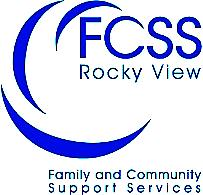 FCSS
Rocky View
Family and Community
Support Services